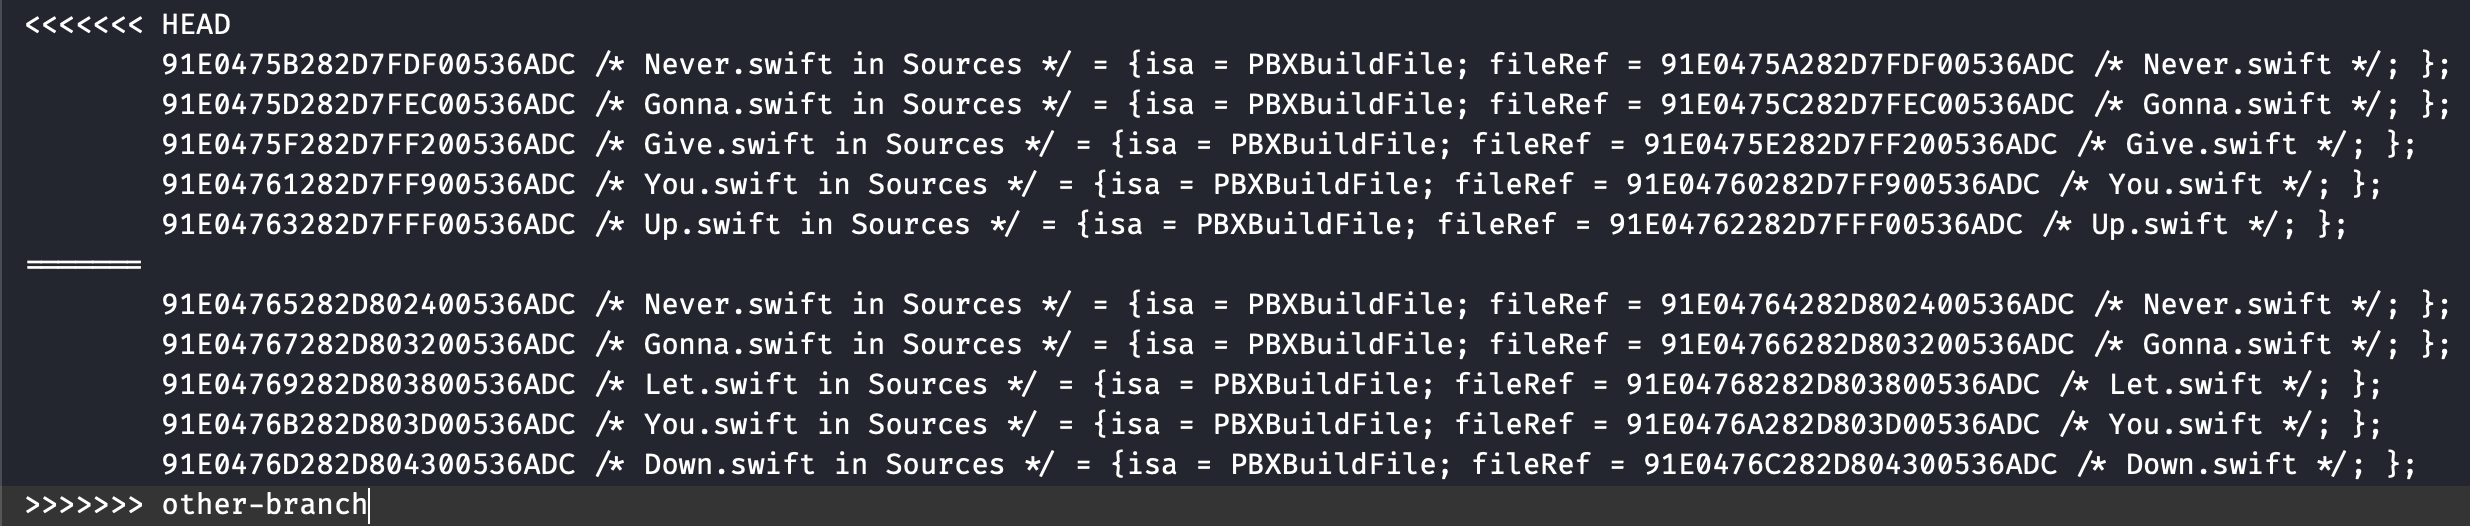 <<<<<<< HEAD
91E0475B282D7FDF00536ADC /* Never.swift in Sources */ = {isa = PBXBuildFile; fileRef = 91E0475A282D7FDF00536ADC /* Never.swift */; };
91E0475D282D7FEC00536ADC /* Gonna.swift in Sources */ = {isa = PBXBuildFile; fileRef = 91E0475C282D7FEC00536ADC /* Gonna.swift */; };
91E0475F282D7FF200536ADC /* Give.swift in Sources */ = {isa = PBXBuildFile; fileRef = 91E0475E282D7FF200536ADC /* Give.swift */; };
91E04761282D7FF900536ADC /* You.swift in Sources */ = {isa = PBXBuildFile; fileRef = 91E04760282D7FF900536ADC /* You.swift */; };
91E04763282D7FFF00536ADC /* Up.swift in Sources */ = {isa = PBXBuildFile; fileRef = 91E04762282D7FFF00536ADC /* Up.swift */; };
=======
91E04765282D802400536ADC /* Never.swift in Sources */ = {isa = PBXBuildFile; fileRef = 91E04764282D802400536ADC /* Never.swift */; };
91E04767282D803200536ADC /* Gonna.swift in Sources */ = {isa = PBXBuildFile; fileRef = 91E04766282D803200536ADC /* Gonna.swift */; };
91E04769282D803800536ADC /* Let.swift in Sources */ = {isa = PBXBuildFile; fileRef = 91E04768282D803800536ADC /* Let.swift */; };
91E0476B282D803D00536ADC /* You.swift in Sources */ = {isa = PBXBuildFile; fileRef = 91E0476A282D803D00536ADC /* You.swift */; };
91E0476D282D804300536ADC /* Down.swift in Sources */ = {isa = PBXBuildFile; fileRef = 91E0476C282D804300536ADC /* Down.swift */; };
>>>>>>> other-branch